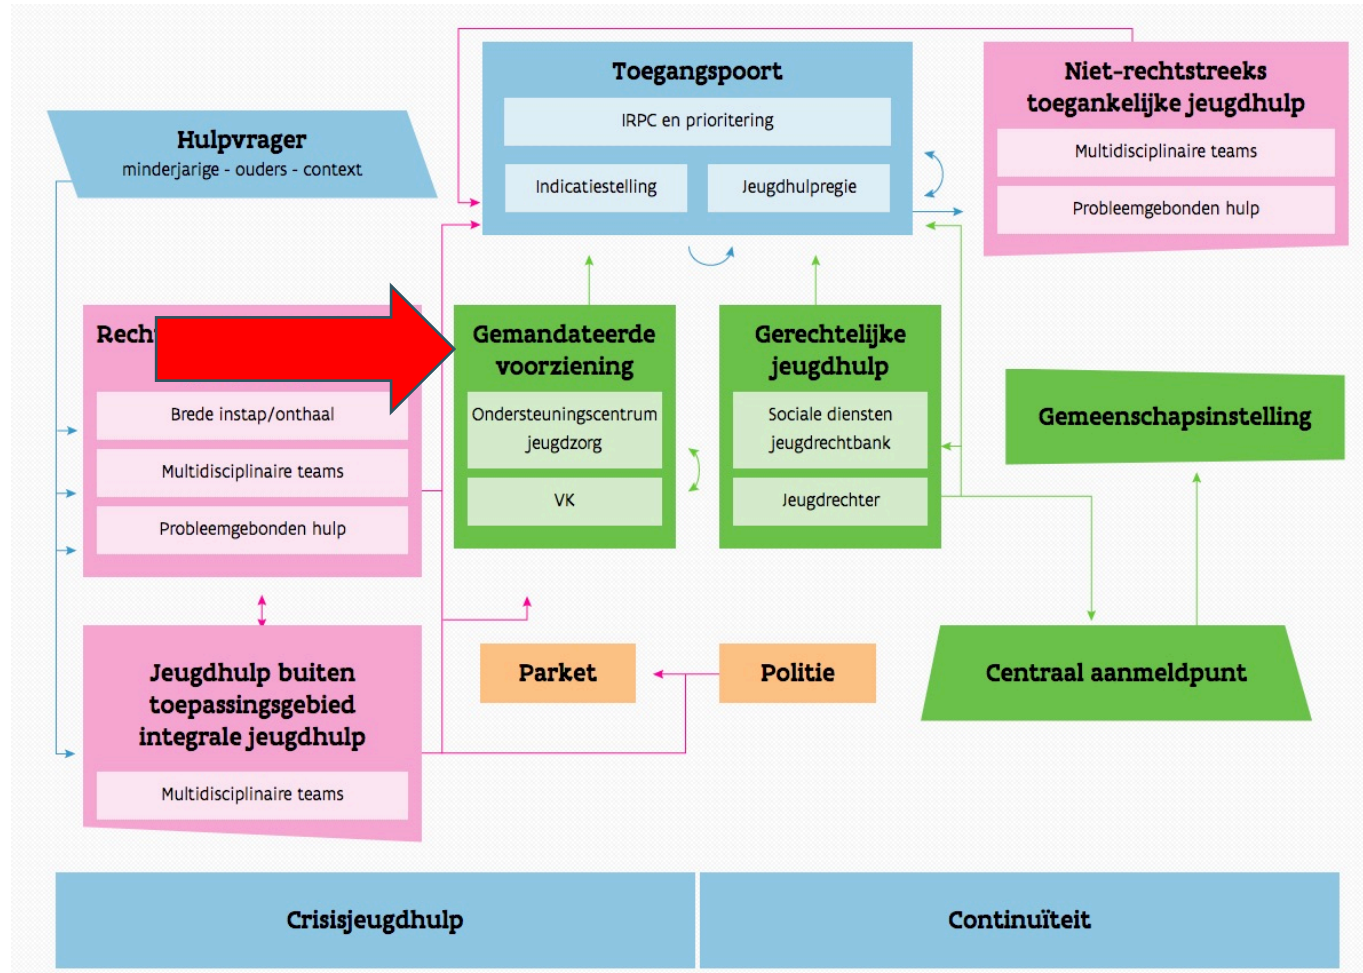 Toegangspoort
IRPC en prioritering
Indicatiestelling
Jeugdhulpregie
Niet-rechtstreeks
toegankelijke jeugdhulp
Multidisciplinaire teams
Probleemgebonden hulp
Hulpvrager
minderjarige - ouders - context
Rech
Brede instap/onthaal
Multidisciplinaire teams
Probleemgebonden hulp
Gemandateerde
voorziening
Ondersteuningscentrum
jeugdzorg
VK
Gerechtelijke
jeugdhulp
Sociale diensten
jeugdrechtbank
Jeugdrechter
Gemeenschapsinstelling
Jeugdhulp buiten
toepassingsgebied
integrale jeugdhulp
Multidisciplinaire teams
Parket
Politie
Centraal aanmeldpunt
Crisisjeugdhulp
Continuïteit